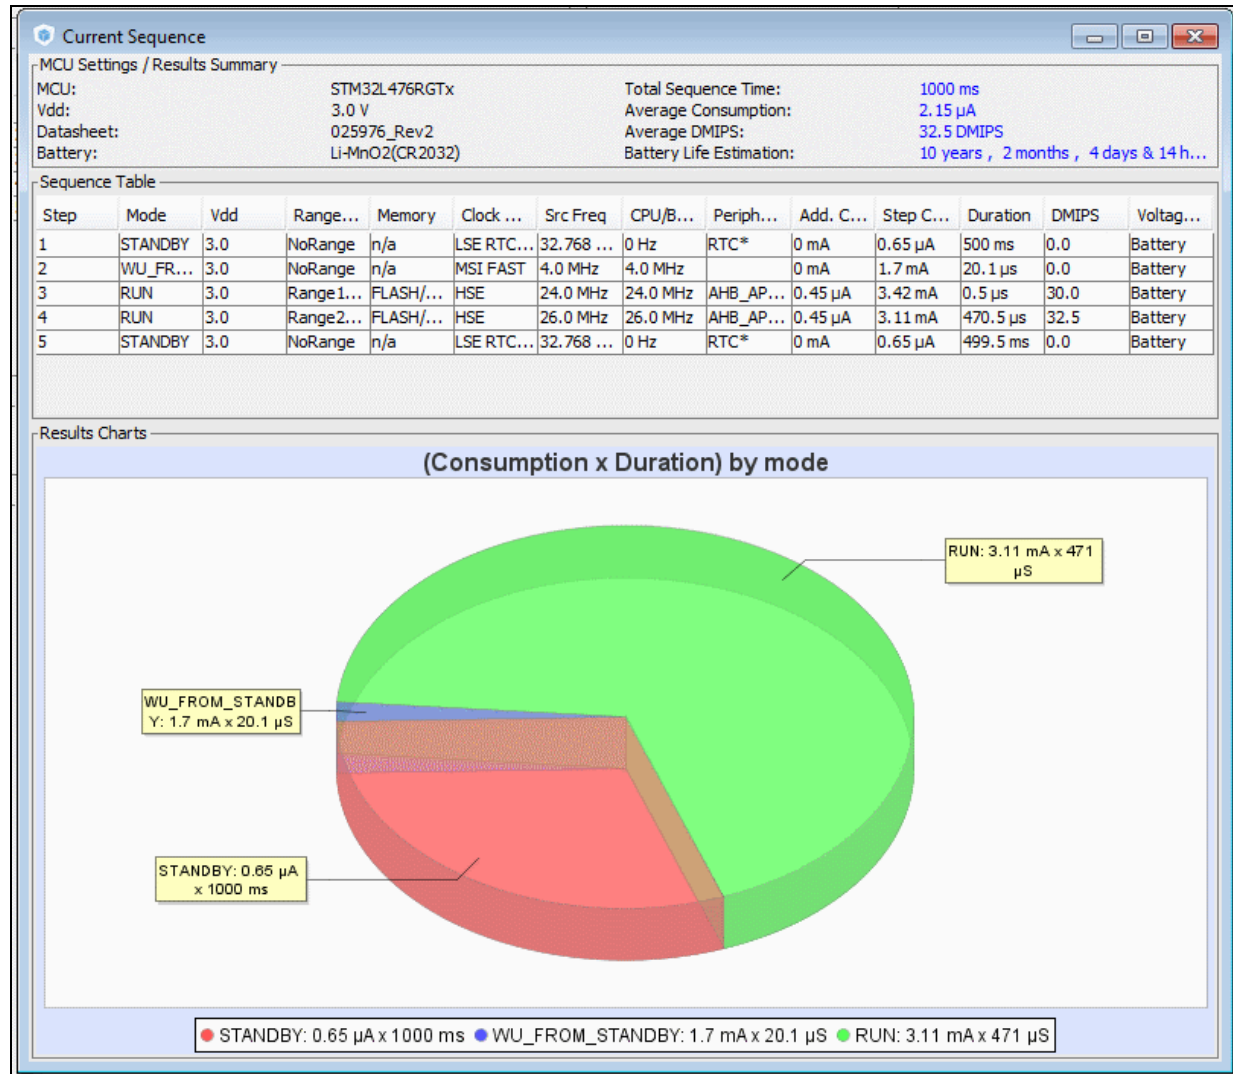 Current Sequence
MCU Settings / Results Summary
MCU: STM32L476RGTx Total Sequence Time: 1000 ms
Vdd: 3.0 V Average Consumption: 2.15 µA
Datasheet: 025976_Rev2 Average DMIPS: 32.5 DMIPS
Battery: Li-MnO2(CR2032) Battery Life Estimation: 10 years , 2 months , 4 days & 14 h...
Sequence Table
Step Mode Vdd Range... Memory Clock ... Src Freq CPU/B... Periph... Add. C... Step C... Duration DMIPS Voltag...
1 STANDBY 3.0 NoRange n/a LSE RTC... 32.768 ... 0 Hz RTC* 0 mA 0.65 µA 500 ms 0.0 Battery
2 WU_FR... 3.0 NoRange n/a MSI FAST 4.0 MHz 4.0 MHz 0 mA 1.7 mA 20.1 µs 0.0 Battery
3 RUN 3.0 Range1... FLASH/... HSE 24.0 MHz 24.0 MHz AHB_AP... 0.45 µA 3.42 mA 0.5 µs 30.0 Battery
4 RUN 3.0 Range2... FLASH/... HSE 26.0 MHz 26.0 MHz AHB_AP... 0.45 µA 3.11 mA 470.5 µs 32.5 Battery
5 STANDBY 3.0 NoRange n/a LSE RTC... 32.768 ... 0 Hz RTC* 0 mA 0.65 µA 499.5 ms 0.0 Battery
Results Charts
(Consumption x Duration) by mode
RUN: 3.11 mA x 471
µS
WU_FROM_STANDB
Y: 1.7 mA x 20.1 µS
STANDBY: 0.65 µA
x 1000 ms
STANDBY: 0.65 µA x 1000 ms WU_FROM_STANDBY: 1.7 mA x 20.1 µS RUN: 3.11 mA x 471 µS